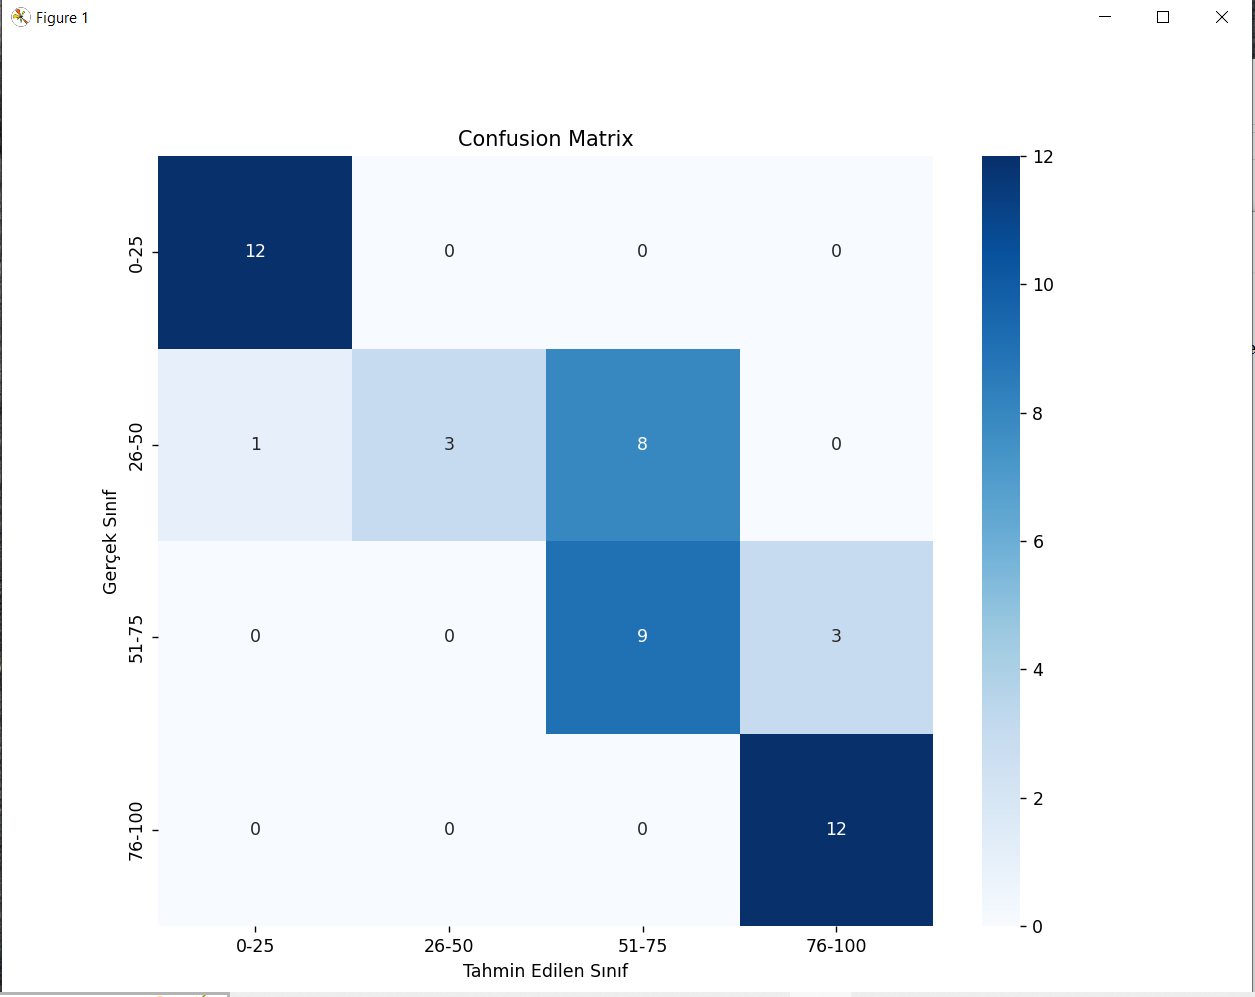 Figure 1
Confusion Matrix
12 0 0 0
1 3 8 0
0 0 9 3
0 0 0 12
0-25
26-50
51-75
76-100
Gerçek Sınıf
0-25 26-50 51-75 76-100
Tahmin Edilen Sınıf
12
10
8
6
4
2
0